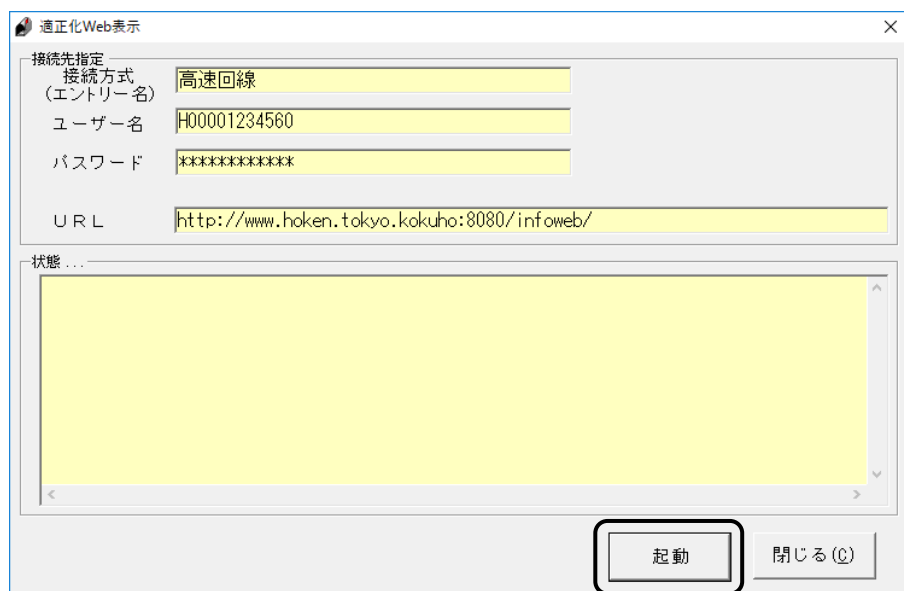 適正化Web表示
接続先指定
接続方式
(エントリー名)
高速回線
ユーザー名
H00001234560
パスワード
************
URL
http://www.hoken.tokyo.kokuho:8080/infoweb/
状態...
起動
閉じる(C)